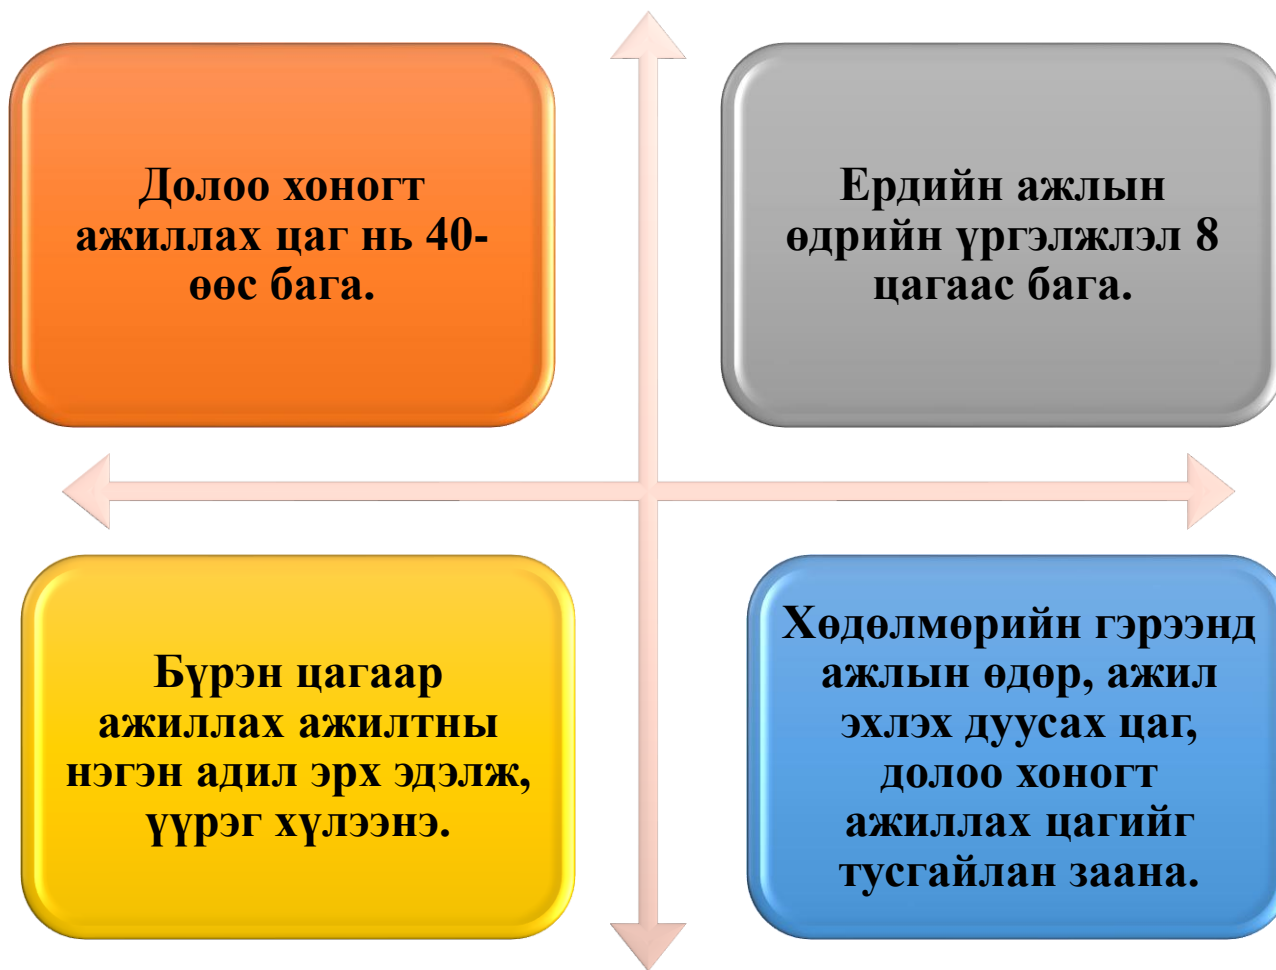 Долоо хоногт
ажиллах цаг нь 40-
өөс бага.
Ердийн ажлын
өдрийн үргэлжлэл 8
цагаас бага.
Бүрэн цагаар
ажиллах ажилтны
нэгэн адил эрх эдэлж,
үүрэг хүлээнэ.
Хөдөлмөрийн гэрээнд
ажлын өдөр, ажил
эхлэх дуусах цаг,
долоо хоногт
ажиллах цагийг
тусгайлан заана.